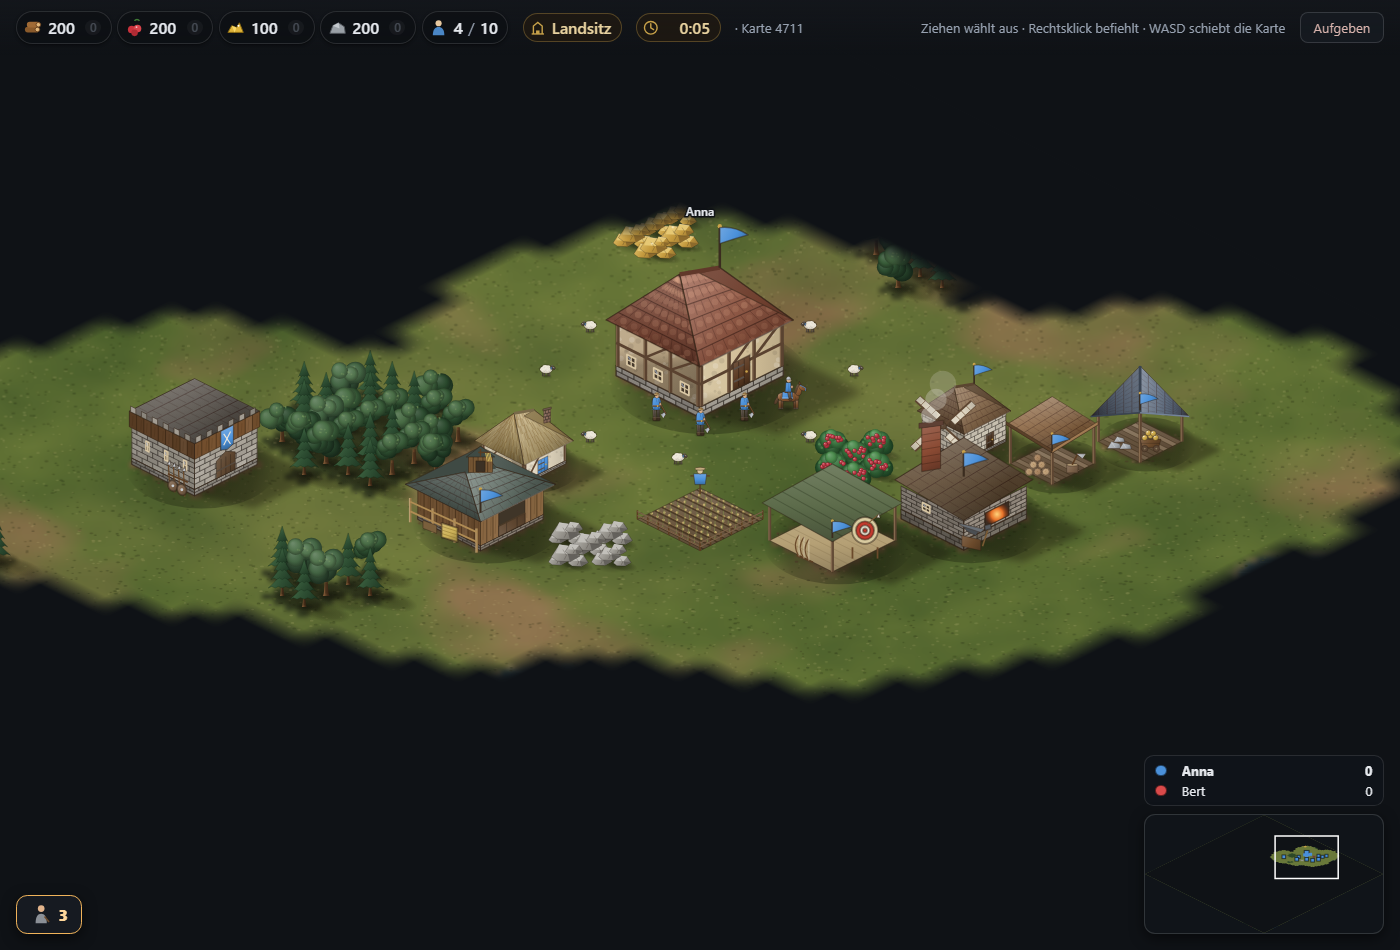 200 0 200 0 100 0 200 0 4 / 10 Landsitz 0:05 · Karte 4711 Ziehen wählt aus · Rechtsklick befiehlt · WASD schiebt die Karte Aufgeben
Anna
Anna 0
Bert 0
3